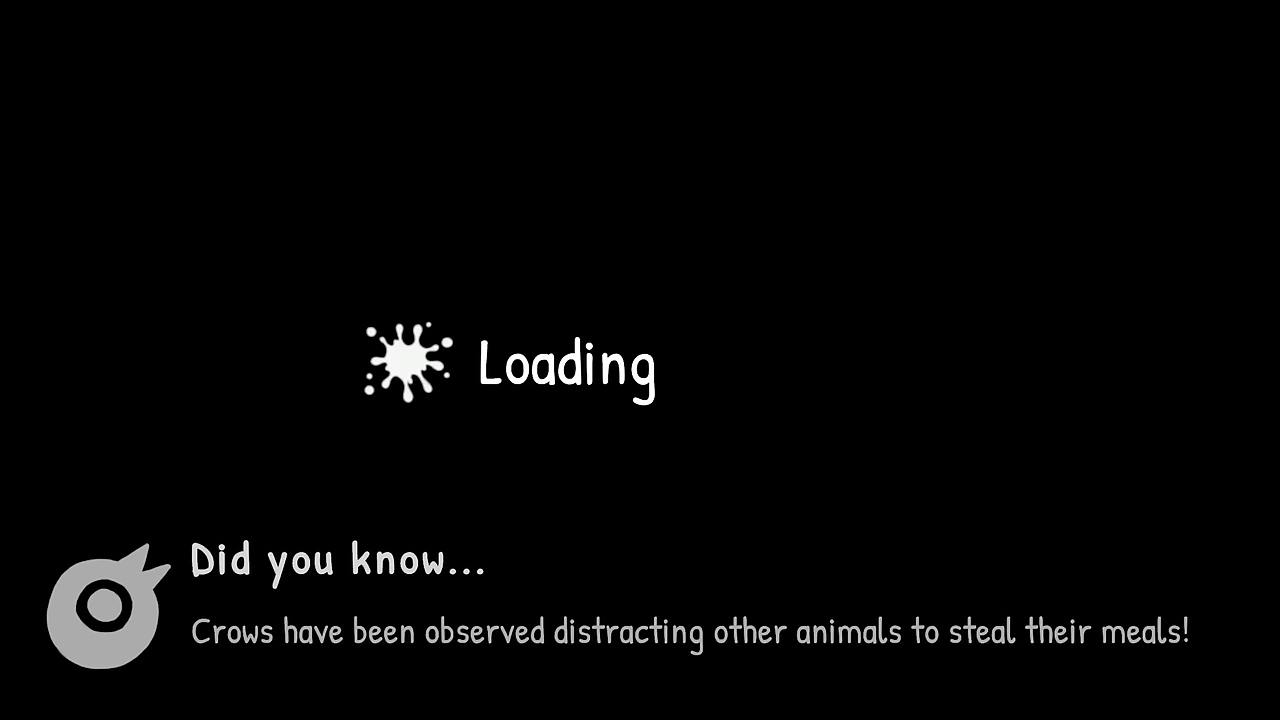 Loading
Did you know...
Crows have been observed distracting other animals to steal their meals!